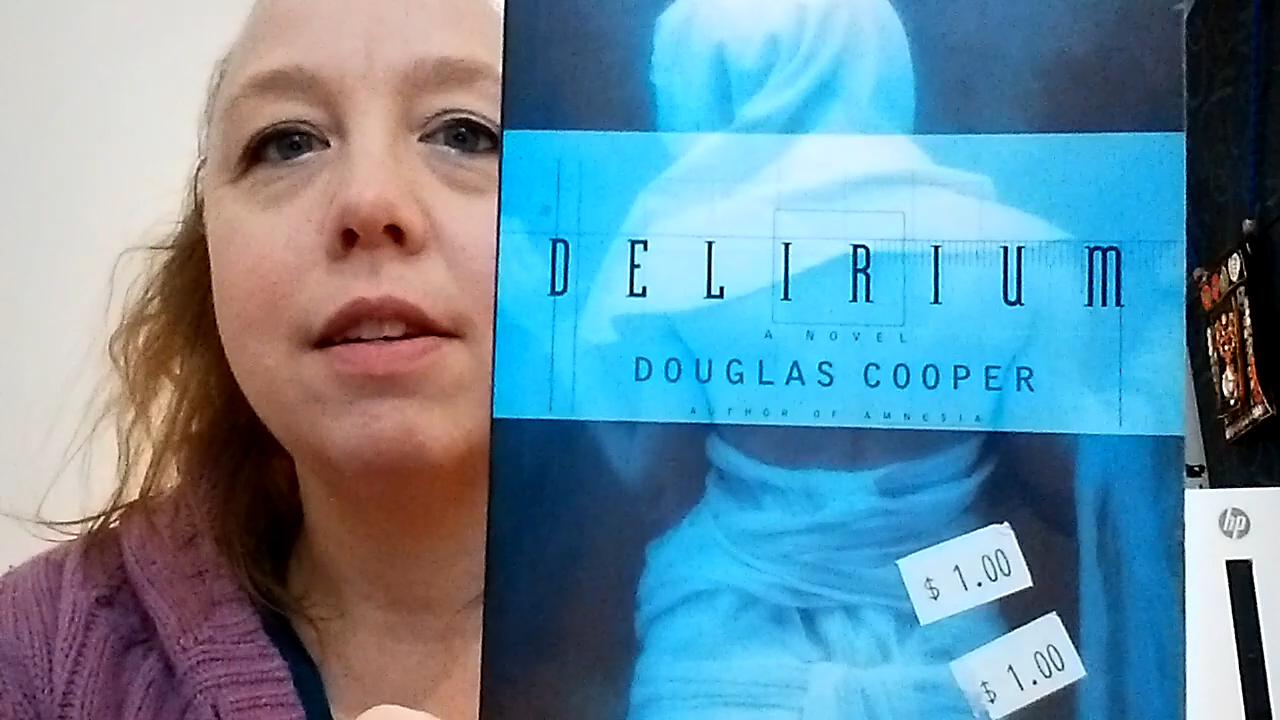 DELIRIUM
A NOVEL
DOUGLAS COOPER
AUTHOR OF AMNESIA
$ 1.00
$ 1.00
hp